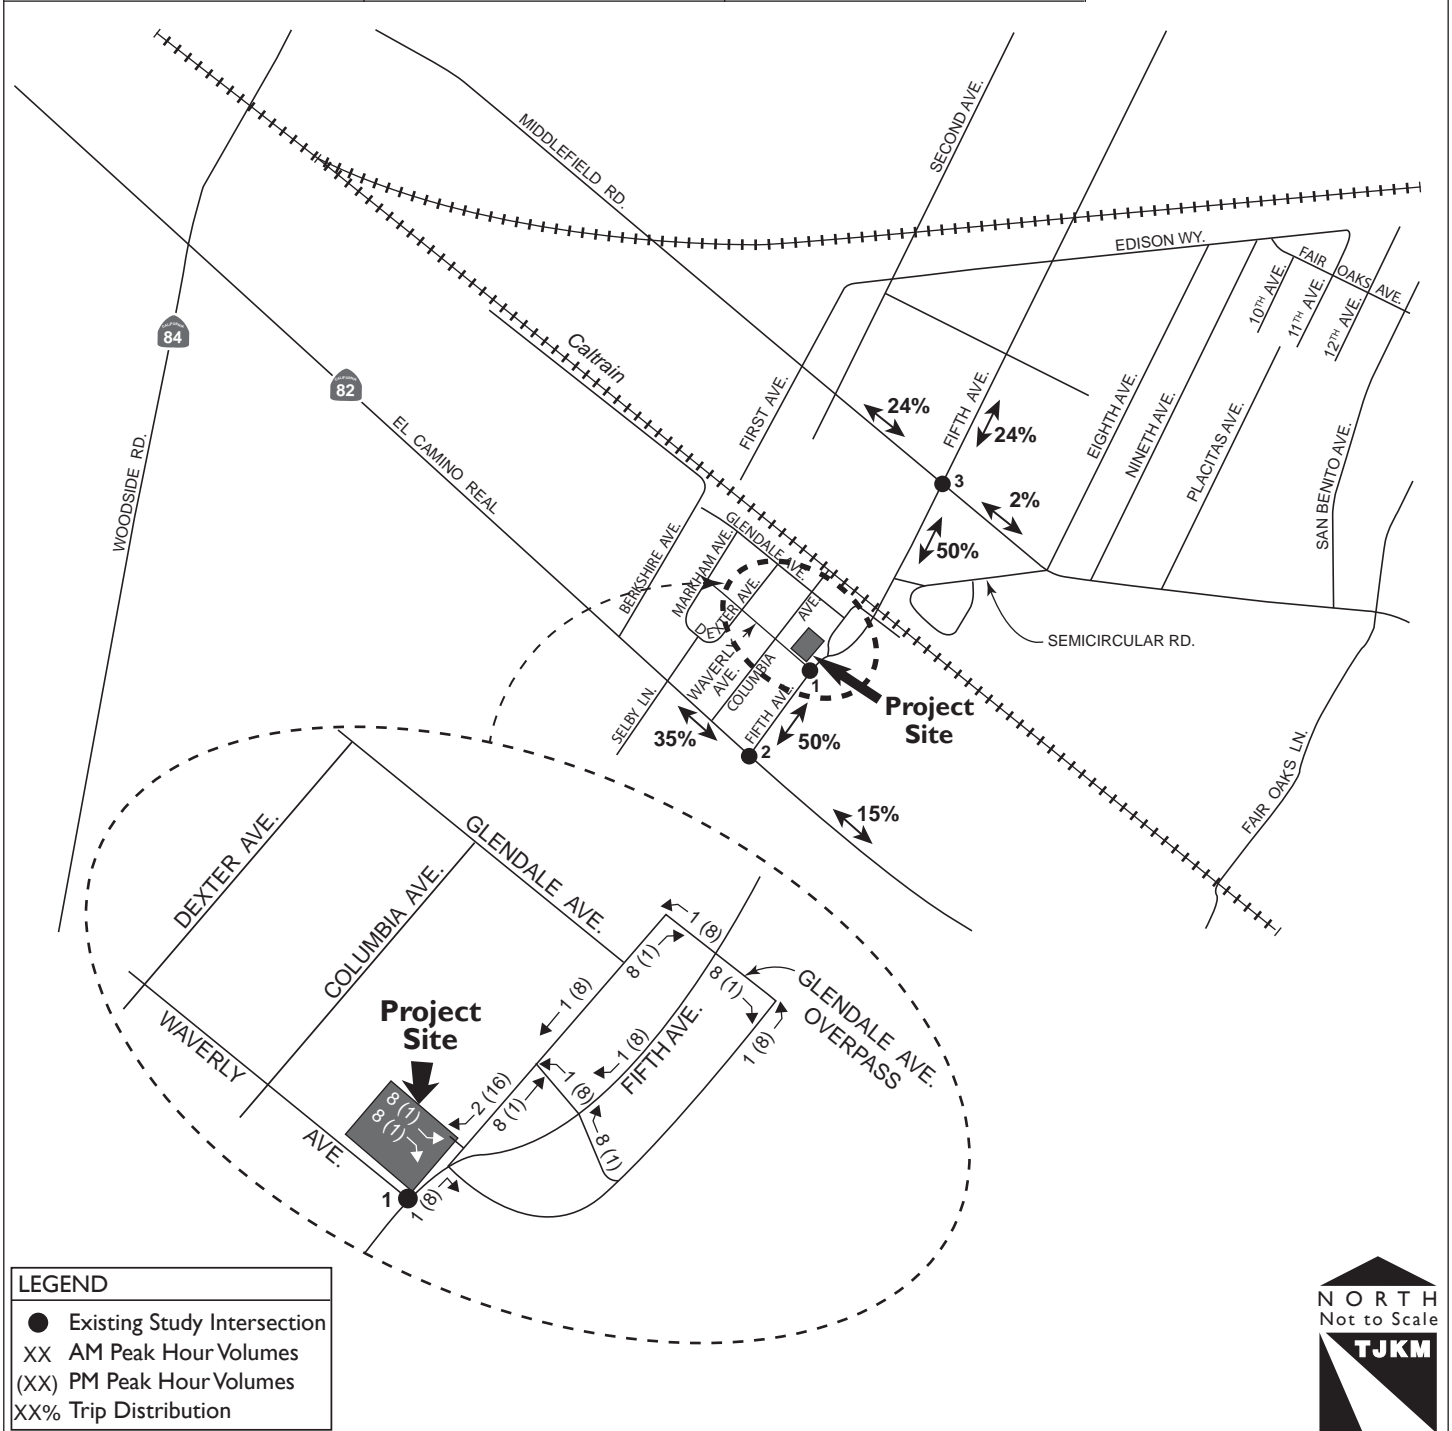 SECOND AVE.
MIDDLEFIELD RD.
EDISON WY.
FAIR OAKS AVE.
10TH AVE.
11TH AVE.
12TH AVE.
CALIFORNIA
84
Caltrain
CALIFORNIA
82
FIRST AVE.
FIFTH AVE.
EIGHTH AVE.
NINETH AVE.
PLACITAS AVE.
SAN BENITO AVE.
24%
24%
EL CAMINO REAL
WOODSIDE RD.
3
2%
50%
GLENDALE AVE.
BERKSHIRE AVE.
MARKHAM AVE.
DEXTER AVE.
AVE.
WAVERLY
AVE.
COLUMBIA
SEMICIRCULAR RD.
1
Project
Site
SELBY LN.
FIFTH AVE.
35%
50%
2
15%
FAIR OAKS LN.
DEXTER AVE.
GLENDALE AVE.
COLUMBIA AVE.
1 (8)
8 (1)
8 (1)
GLENDALE AVE.
OVERPASS
1 (8)
1 (8)
FIFTH AVE.
1 (8)
Project
Site
WAVERLY
AVE.
1 (8)
2 (16)
8 (1)
8 (1)
8 (1)
8 (1)
1
1 (8)
LEGEND
Existing Study Intersection
XX AM Peak Hour Volumes
(XX) PM Peak Hour Volumes
XX% Trip Distribution
NORTH
Not to Scale
TJKM